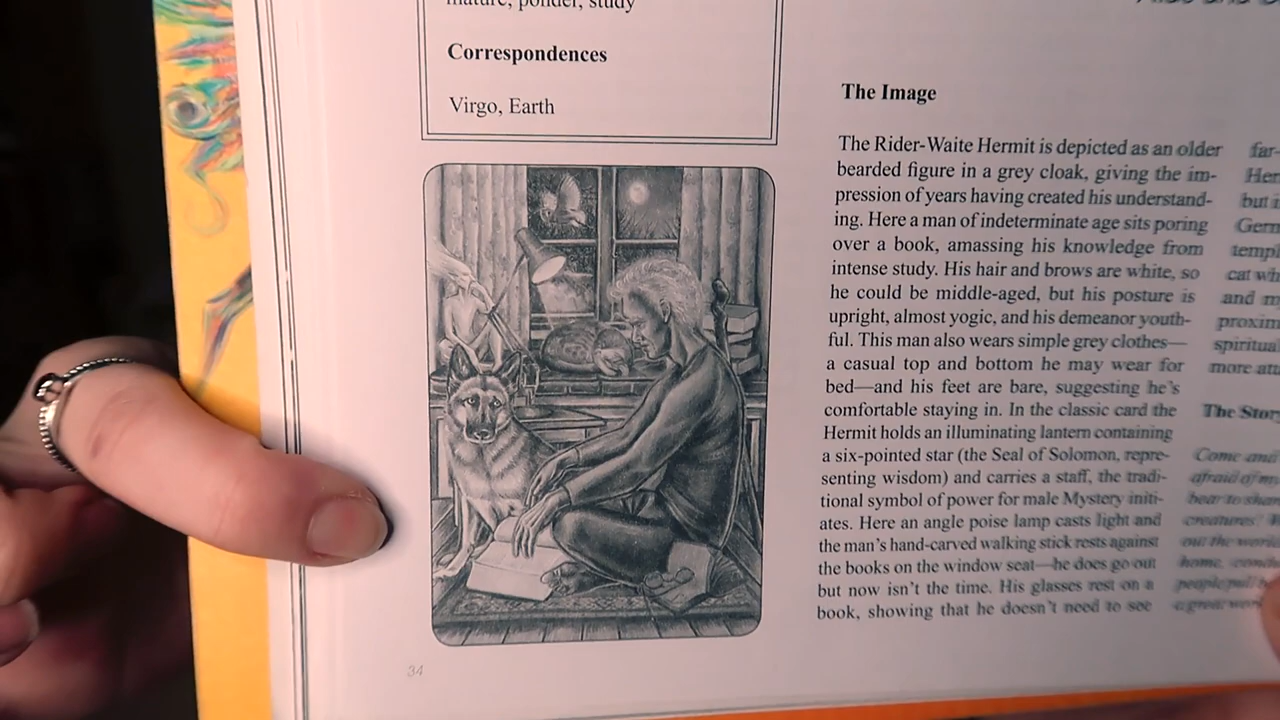 mature, ponder, study
Correspondences
Virgo, Earth
34
The Image
The Rider-Waite Hermit is depicted as an older
bearded figure in a grey cloak, giving the im-
pression of years having created his understand-
ing. Here a man of indeterminate age sits poring
over a book, amassing his knowledge from
intense study. His hair and brows are white, so
he could be middle-aged, but his posture is
upright, almost yogic, and his demeanor youth-
ful. This man also wears simple grey clothes—
a casual top and bottom he may wear for
bed—and his feet are bare, suggesting he's
comfortable staying in. In the classic card the
Hermit holds an illuminating lantern containing
a six-pointed star (the Seal of Solomon, repre-
senting wisdom) and carries a staff, the tradi-
tional symbol of power for male Mystery initi-
ates. Here an angle poise lamp casts light and
the man's hand-carved walking stick rests against
the books on the window seat—he does go out
but now isn't the time. His glasses rest on a
book, showing that he doesn't need to see
far-
Her
but i
Germ
templ
cat wi
and m
proxim
spiritual
more att
The Stor
Come and
afraid of my
bear to shar
creatures!
out the world
home,
people
a great wor